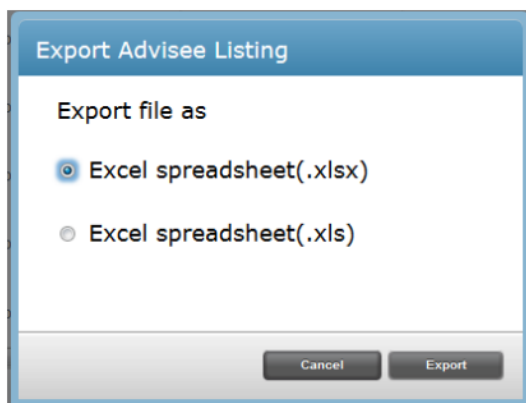 Export Advisee Listing
Export file as
Excel spreadsheet(.xlsx)
Excel spreadsheet(.xls)
Cancel Export